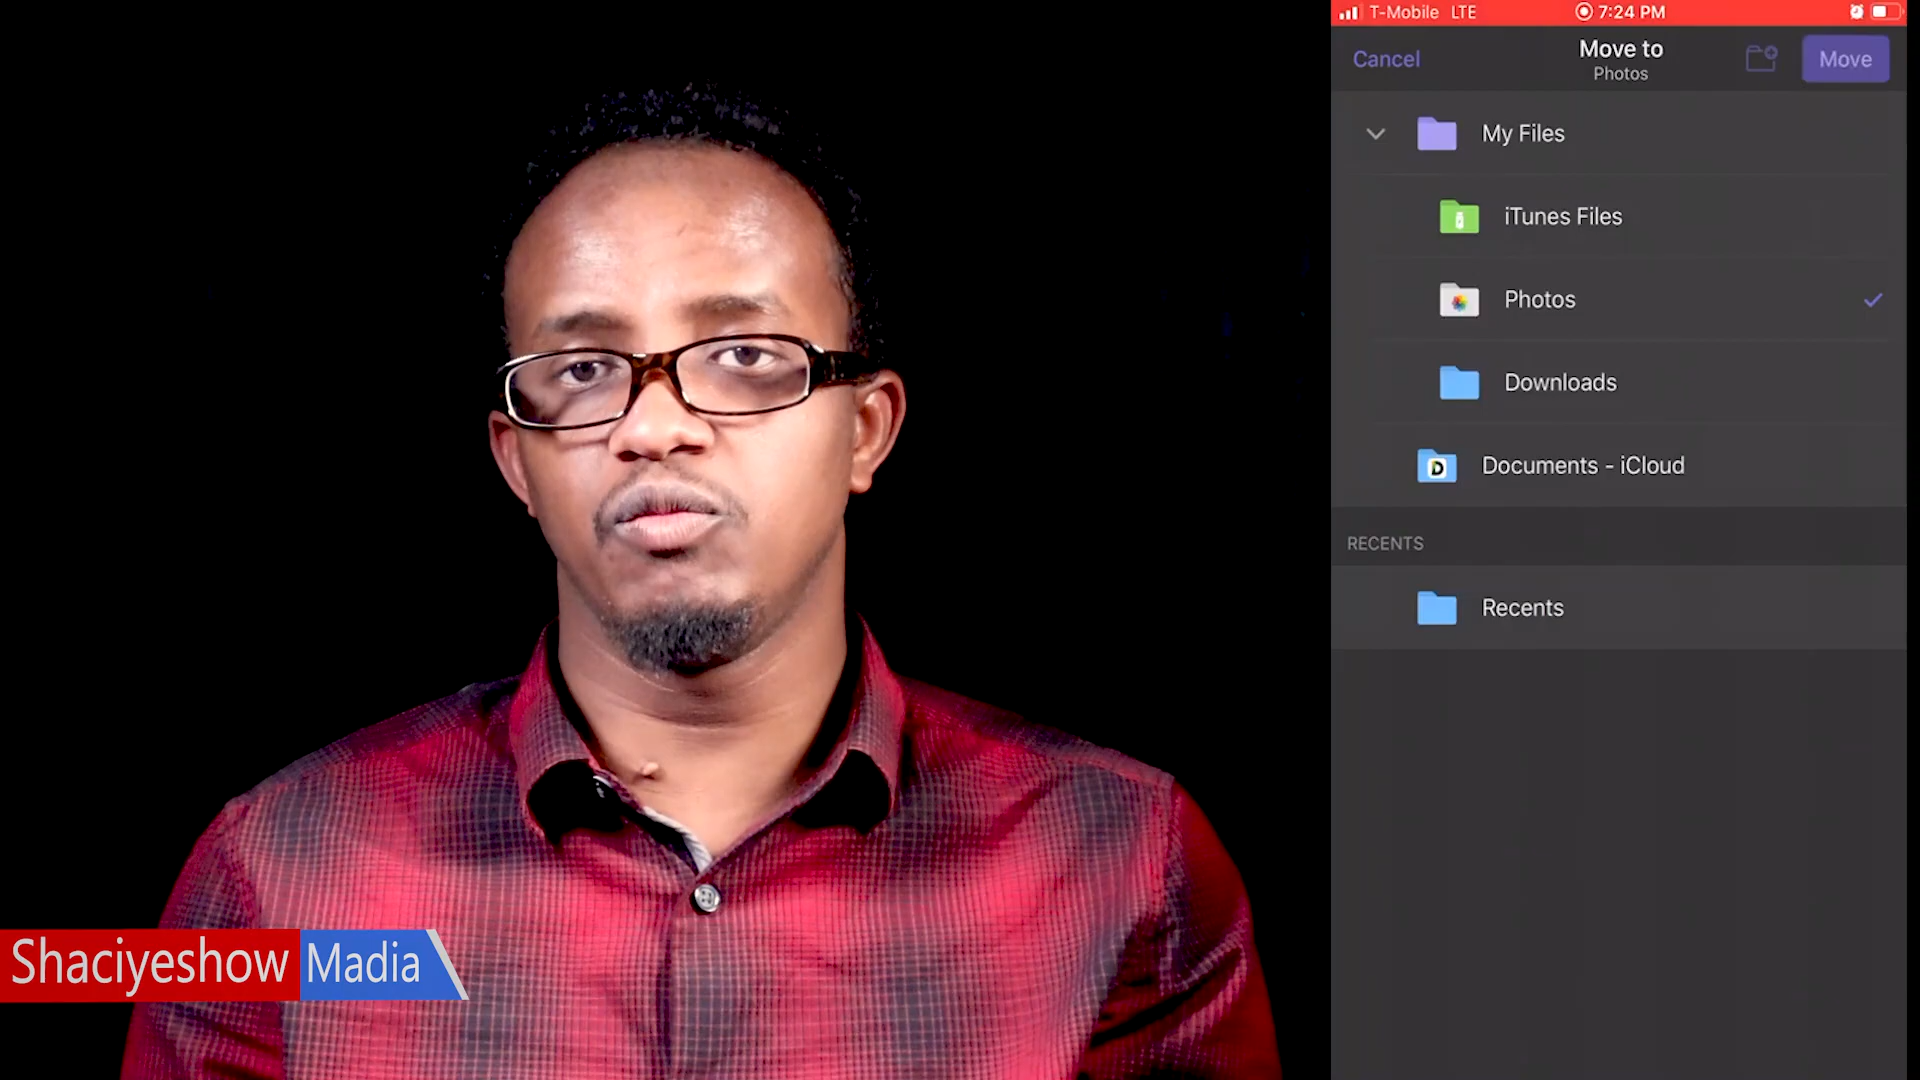 T-Mobile LTE 7:24 PM
Cancel Move to Move
Photos
My Files
iTunes Files
Photos
Downloads
D Documents - iCloud
RECENTS
Recents
Shaciyeshow Madia